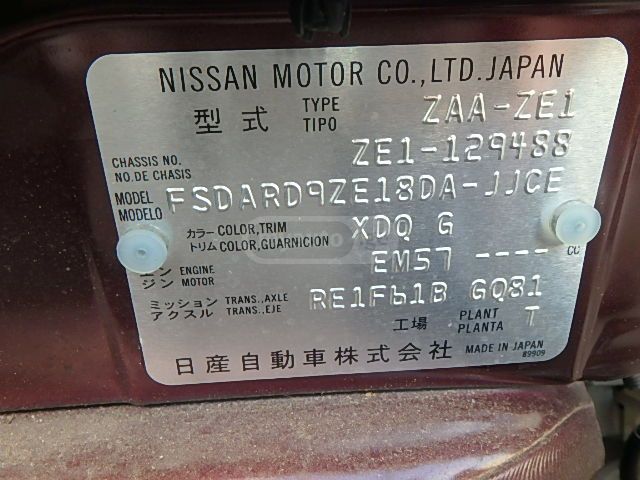 NISSAN MOTOR CO.,LTD.JAPAN
型式 TYPE TIPO ZAA-ZE1
CHASSIS NO. NO.DE CHASIS ZE1-129488
MODEL MODELO FSDARD9ZE18DA-JJCE
カラー COLOR,TRIM トリム COLOR,GUARNICION XDQ G
エンジン ENGINE MOTOR EM57 ---- CC
ミッション TRANS.,AXLE アクスル TRANS.,EJE RE1F61B GQ81
工場 PLANT PLANTA T
日産自動車株式会社 MADE IN JAPAN
89909